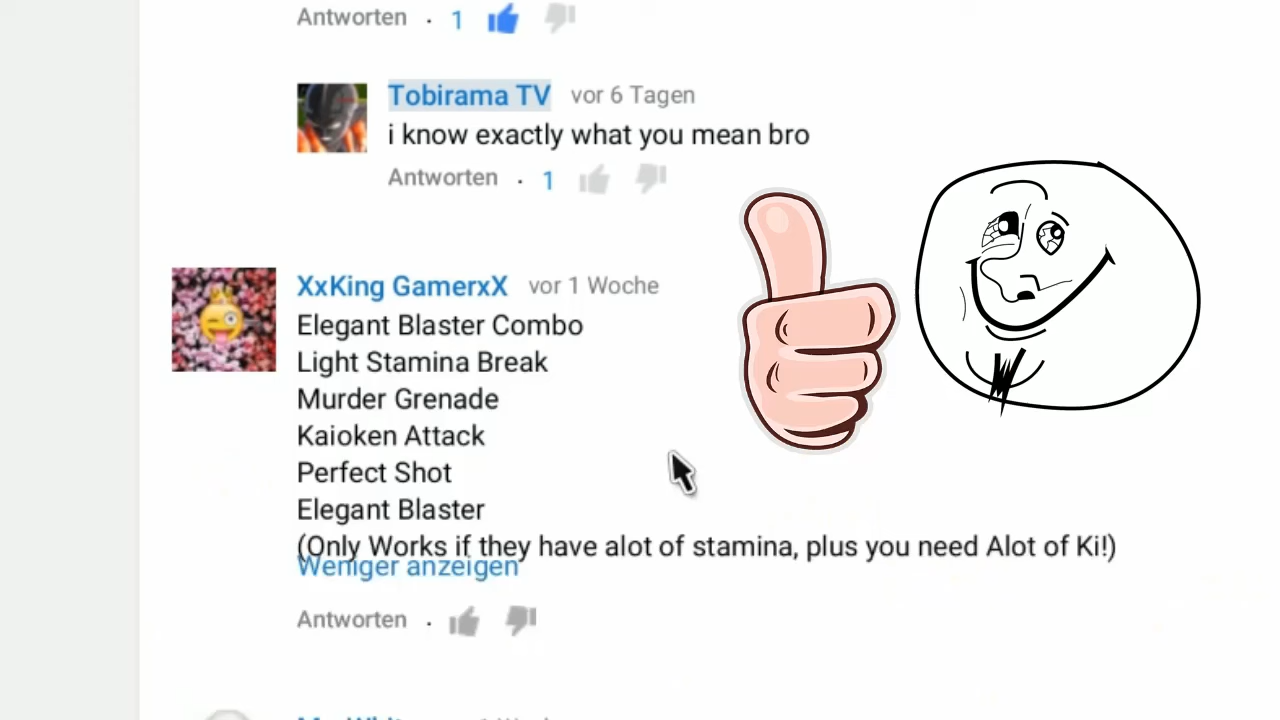 Antworten · 1
Tobirama TV vor 6 Tagen
i know exactly what you mean bro
Antworten · 1
XxKing GamerxX vor 1 Woche
Elegant Blaster Combo
Light Stamina Break
Murder Grenade
Kaioken Attack
Perfect Shot
Elegant Blaster
(Only Works if they have alot of stamina, plus you need Alot of Ki!)
Weniger anzeigen
Antworten ·